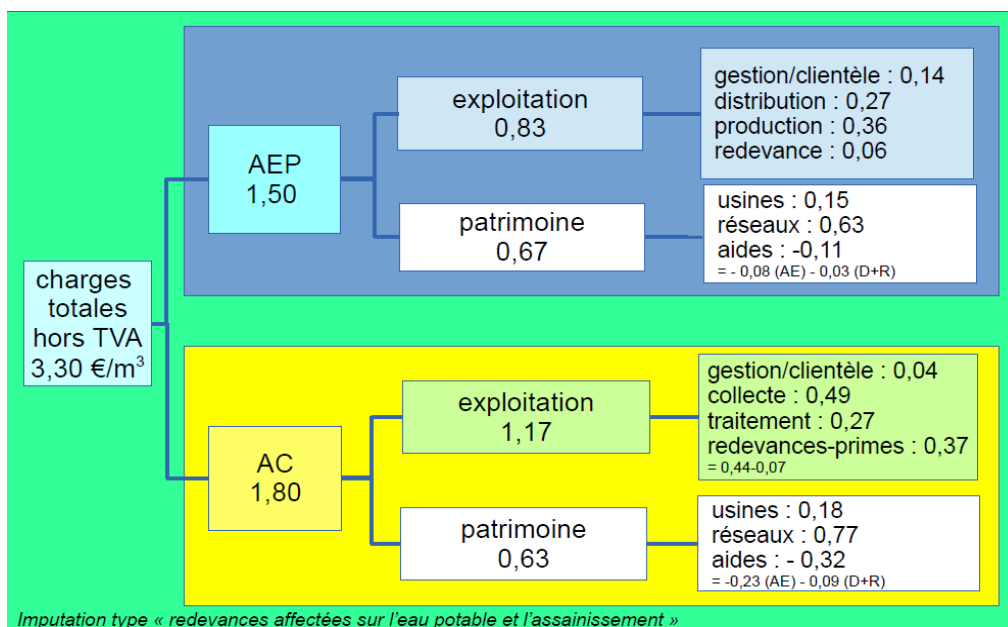 charges
totales
hors TVA
3,30 €/m³
AEP
1,50
exploitation
0,83
gestion/clientèle : 0,14
distribution : 0,27
production : 0,36
redevance : 0,06
patrimoine
0,67
usines : 0,15
réseaux : 0,63
aides : -0,11
= - 0,08 (AE) - 0,03 (D+R)
AC
1,80
exploitation
1,17
gestion/clientèle : 0,04
collecte : 0,49
traitement : 0,27
redevances-primes : 0,37
= 0,44-0,07
patrimoine
0,63
usines : 0,18
réseaux : 0,77
aides : - 0,32
= -0,23 (AE) - 0,09 (D+R)
Imputation type « redevances affectées sur l'eau potable et l'assainissement »